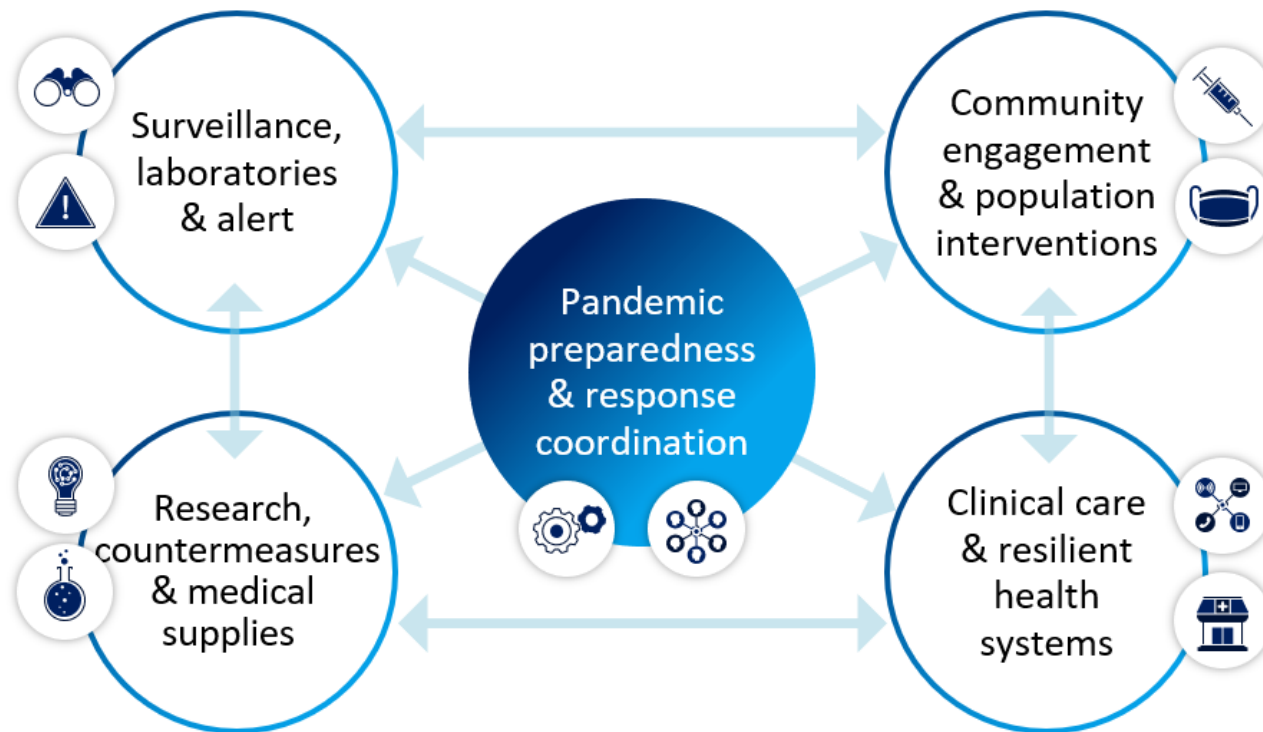 Surveillance,
laboratories
& alert
Community
engagement
& population
interventions
Pandemic
preparedness
& response
coordination
Research,
countermeasures
& medical
supplies
Clinical care
& resilient
health
systems